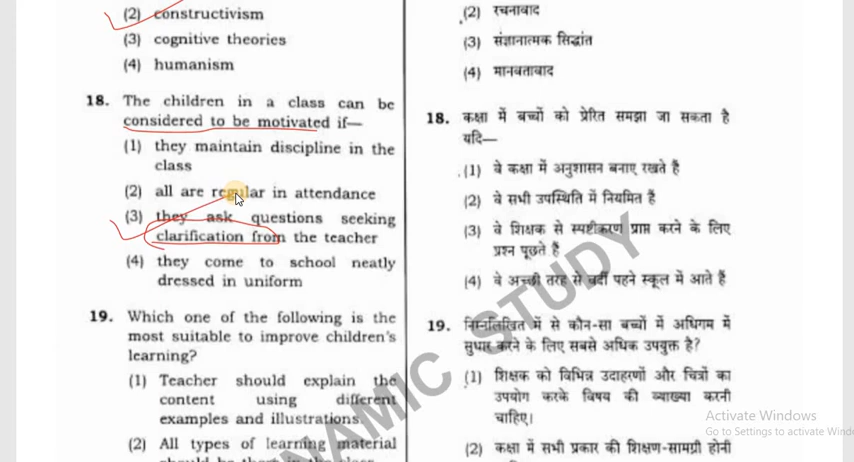 (2) constructivism
(3) cognitive theories
(4) humanism
18. The children in a class can be
considered to be motivated if—
(1) they maintain discipline in the
class
(2) all are regular in attendance
(3) they ask questions seeking
clarification from the teacher
(4) they come to school neatly
dressed in uniform
19. Which one of the following is the
most suitable to improve children's
learning?
(1) Teacher should explain the
content using different
examples and illustrations.
(2) All types of learning material
(2) रचनावाद
(3) संज्ञानात्मक सिद्धांत
(4) मानवतावाद
18. कक्षा में बच्चों को प्रेरित समझा जा सकता है
यदि—
(1) वे कक्षा में अनुशासन बनाए रखते हैं
(2) वे सभी उपस्थिति में नियमित हैं
(3) वे शिक्षक से स्पष्टीकरण प्राप्त करने के लिए
प्रश्न पूछते हैं
(4) वे अच्छी तरह से वर्दी पहने स्कूल में आते हैं
19. निम्नलिखित में से कौन-सा बच्चों में अधिगम में
सुधार करने के लिए सबसे अधिक उपयुक्त है?
(1) शिक्षक को विभिन्न उदाहरणों और चित्रों का
उपयोग करके विषय की व्याख्या करनी
चाहिए।
(2) कक्षा में सभी प्रकार की शिक्षण-सामग्री होनी
STUDY
Activate Windows
Go to Settings to activate